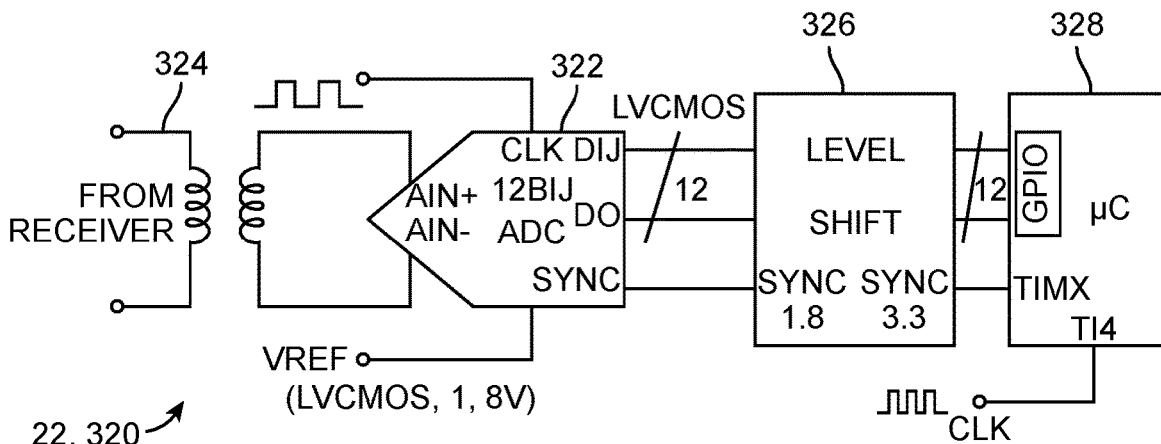 326
328
324
322
LVCMOS
CLK DIJ
LEVEL
FROM
RECEIVER
AIN+
AIN-
12BIJ
ADC
DO
12
SHIFT
12
GPIO
µC
SYNC
SYNC
1.8
SYNC
3.3
TIMX
TI4
VREF
(LVCMOS, 1, 8V)
CLK
22, 320